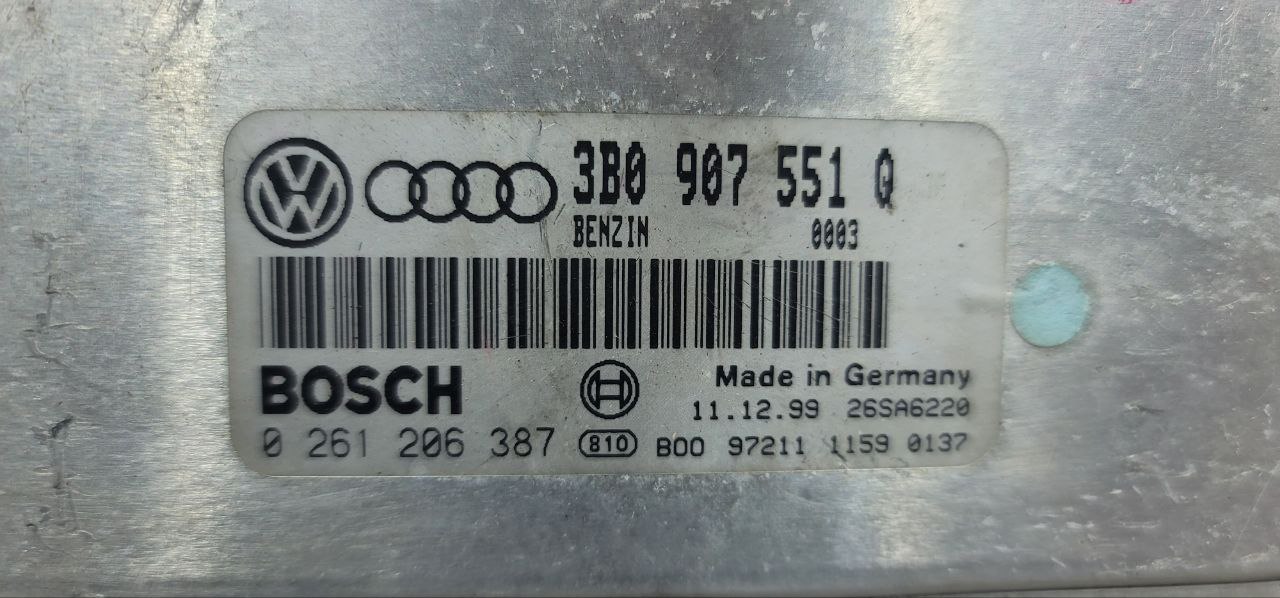 3B0 907 551 Q
BENZIN 0003
BOSCH
Made in Germany
11.12.99 26SA6220
0 261 206 387 810 B00 97211 1159 0137